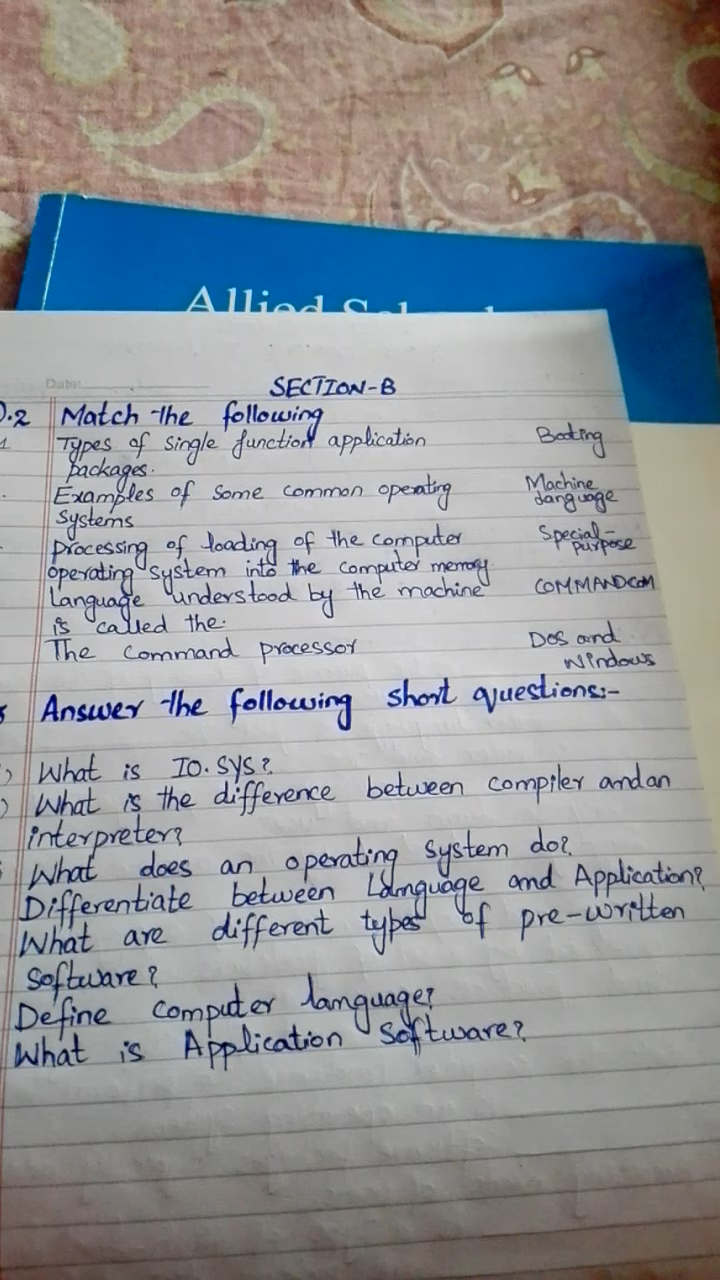 Allied
Date:
SECTION-B
.2 Match the following
Types of single function application Booting
packages.
Examples of some common operating Machine
systems language
processing of loading of the computer Special-
operating system into the computer memory purpose
language understood by the machine COMMANDCOM
is called the.
The command processor Dos and
Windows
Answer the following short questions:-
What is IO.SYS?
What is the difference between compiler and an
interpreter?
What does an operating system do?
Differentiate between Language and Application?
What are different types of pre-written
software?
Define computer language?
What is Application software?